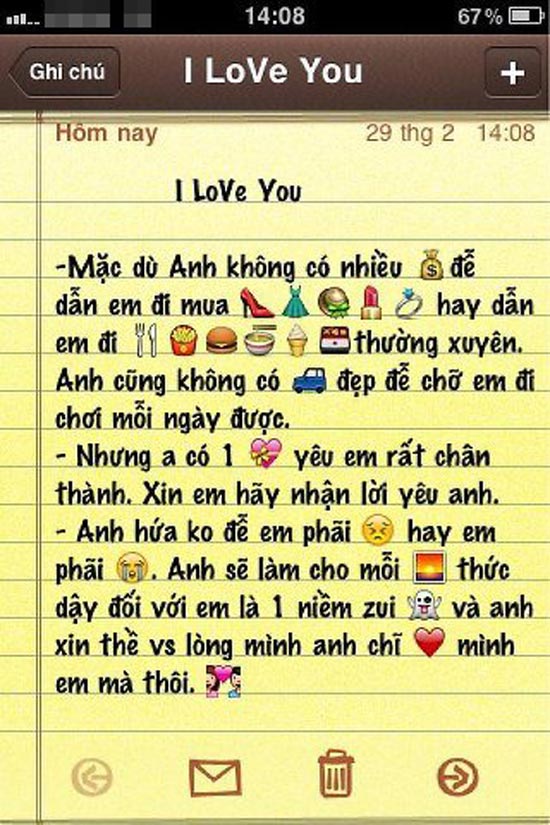 14:08 67%
Ghi chú I LoVe You +
Hôm nay 29 thg 2 14:08
I LoVe You
-Mặc dù Anh không có nhiều 💰để
dẫn em đi mua 👠👗👒💄💍 hay dẫn
em đi 🍴🍟🍔🍜🍦🍱thường xuyên.
Anh cũng không có 🚙 đẹp để chỡ em đi
chơi mỗi ngày được.
- Nhưng a có 1 💝 yêu em rất chân
thành. Xin em hãy nhận lời yêu anh.
- Anh hứa ko để em phãi 😣 hay em
phãi 😭. Anh sẽ làm cho mỗi 🌅 thức
dậy đối với em là 1 niềm zui 👻 và anh
xin thề vs lòng mình anh chĩ ❤️ mình
em mà thôi. 💑